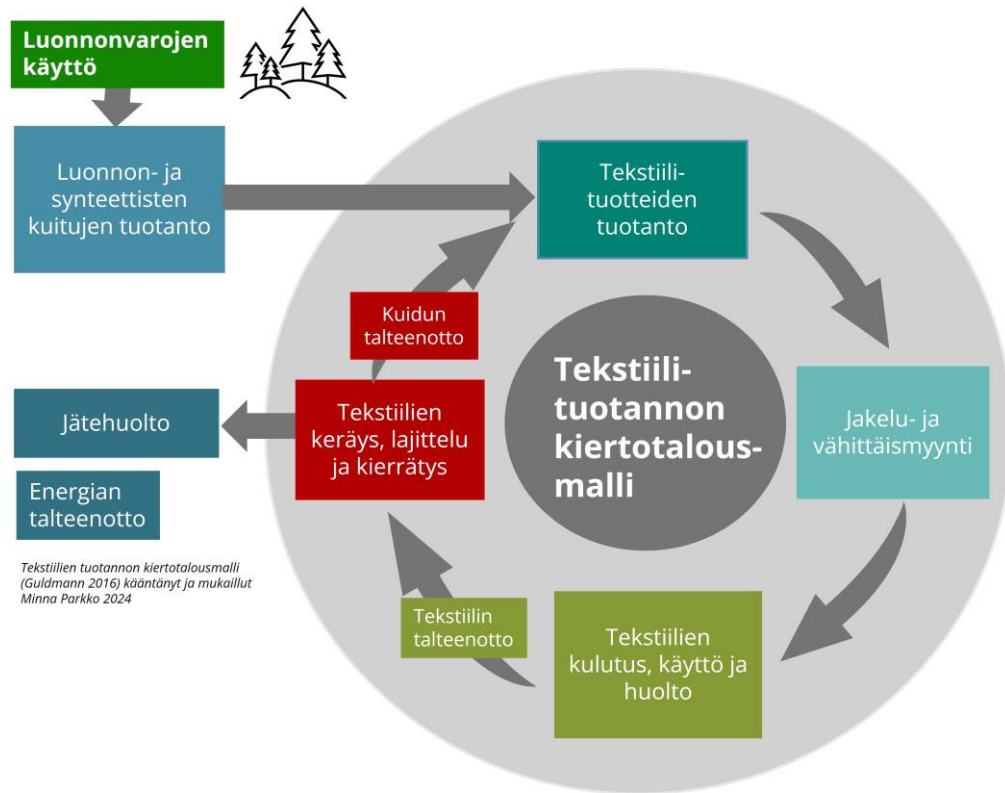 Luonnonvarojen
käyttö
Luonnon- ja
synteettisten
kuitujen tuotanto
Tekstiili-
tuotteiden
tuotanto
Kuidun
talteenotto
Tekstiili-
tuotannon
kiertotalous-
malli
Jakelu- ja
vähittäismyynti
Jätehuolto
Tekstiilien
keräys, lajittelu
ja kierrätys
Energian
talteenotto
Tekstiilien tuotannon kiertotalousmalli
(Guldmann 2016) kääntänyt ja mukaillut
Minna Parkko 2024
Tekstiilin
talteenotto
Tekstiilien
kulutus, käyttö ja
huolto